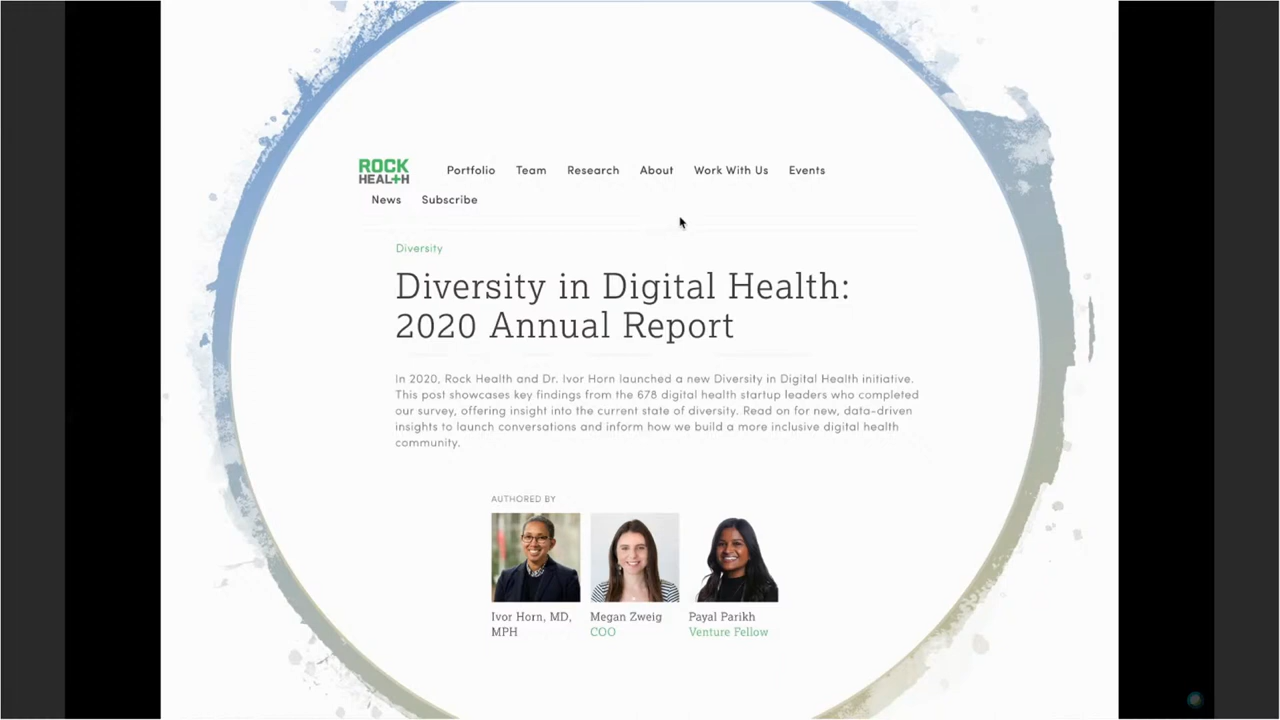 ROCK
HEALTH
Portfolio Team Research About Work With Us Events
News Subscribe
Diversity
Diversity in Digital Health:
2020 Annual Report
In 2020, Rock Health and Dr. Ivor Horn launched a new Diversity in Digital Health initiative.
This post showcases key findings from the 678 digital health startup leaders who completed
our survey, offering insight into the current state of diversity. Read on for new, data-driven
insights to launch conversations and inform how we build a more inclusive digital health
community.
AUTHORED BY
Ivor Horn, MD,
MPH
Megan Zweig
COO
Payal Parikh
Venture Fellow